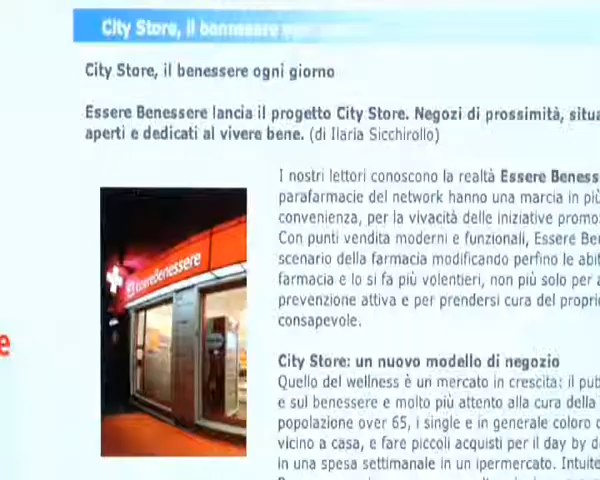 City Store, il benessere
City Store, il benessere ogni giorno
Essere Benessere lancia il progetto City Store. Negozi di prossimità, situa
aperti e dedicati al vivere bene. (di Ilaria Sicchirollo)
I nostri lettori conoscono la realtà Essere Beness
parafarmacie del network hanno una marcia in più
convenienza, per la vivacità delle iniziative promo
Con punti vendita moderni e funzionali, Essere Be
scenario della farmacia modificando perfino le abit
farmacia e lo si fa più volentieri, non più solo per a
prevenzione attiva e per prendersi cura del propri
consapevole.
EssereBenessere
e
City Store: un nuovo modello di negozio
Quello del wellness è un mercato in crescita: il pub
e sul benessere e molto più attento alla cura della
popolazione over 65, i single e in generale coloro
vicino a casa, e fare piccoli acquisti per il day by d
in una spesa settimanale in un ipermercato. Intuite